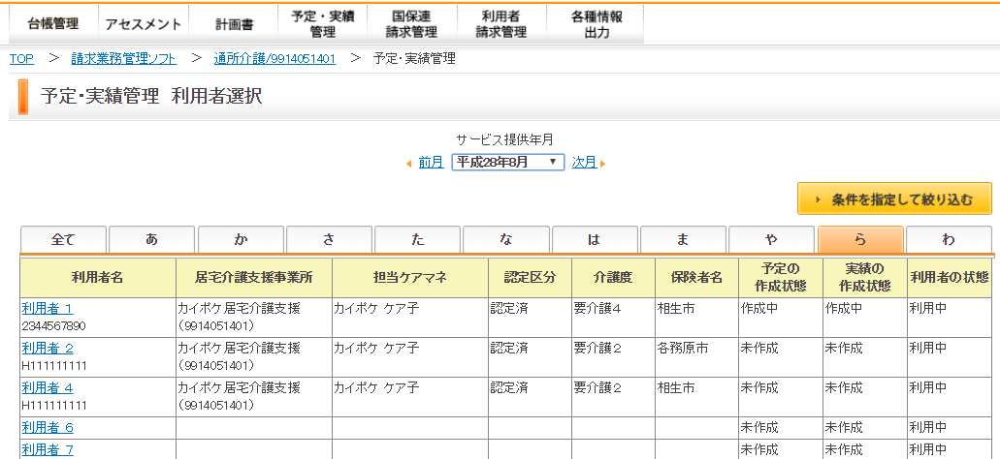 台帳管理 アセスメント 計画書 予定・実績管理 国保連請求管理 利用者請求管理 各種情報出力
TOP > 請求業務管理ソフト > 通所介護/9914051401 > 予定・実績管理
予定・実績管理 利用者選択
サービス提供年月
前月 平成28年8月 次月
条件を指定して絞り込む
全て あ か さ た な は ま や ら わ
利用者名 居宅介護支援事業所 担当ケアマネ 認定区分 介護度 保険者名 予定の作成状態 実績の作成状態 利用者の状態
利用者 1 カイポケ居宅介護支援 カイポケ ケア子 認定済 要介護4 相生市 作成中 作成中 利用中
2344567890 (9914051401)
利用者 2 カイポケ居宅介護支援 カイポケ ケア子 認定済 要介護2 各務原市 未作成 未作成 利用中
H111111111 (9914051401)
利用者 4 カイポケ居宅介護支援 カイポケ ケア子 認定済 要介護2 相生市 未作成 未作成 利用中
H111111111 (9914051401)
利用者 6 未作成 未作成 利用中
利用者 7 未作成 未作成 利用中